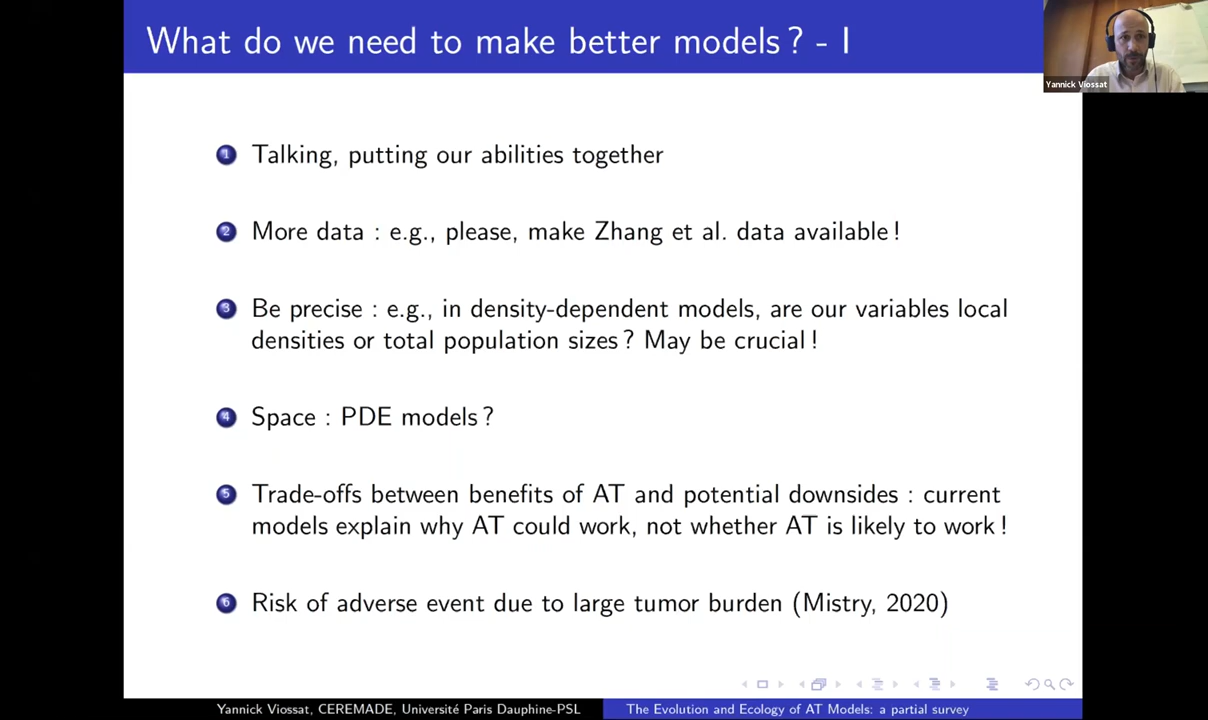 What do we need to make better models ? - I
Yannick Viossat
1 Talking, putting our abilities together
2 More data : e.g., please, make Zhang et al. data available !
3 Be precise : e.g., in density-dependent models, are our variables local
densities or total population sizes ? May be crucial !
4 Space : PDE models ?
5 Trade-offs between benefits of AT and potential downsides : current
models explain why AT could work, not whether AT is likely to work !
6 Risk of adverse event due to large tumor burden (Mistry, 2020)
Yannick Viossat, CEREMADE, Université Paris Dauphine-PSL
The Evolution and Ecology of AT Models: a partial survey